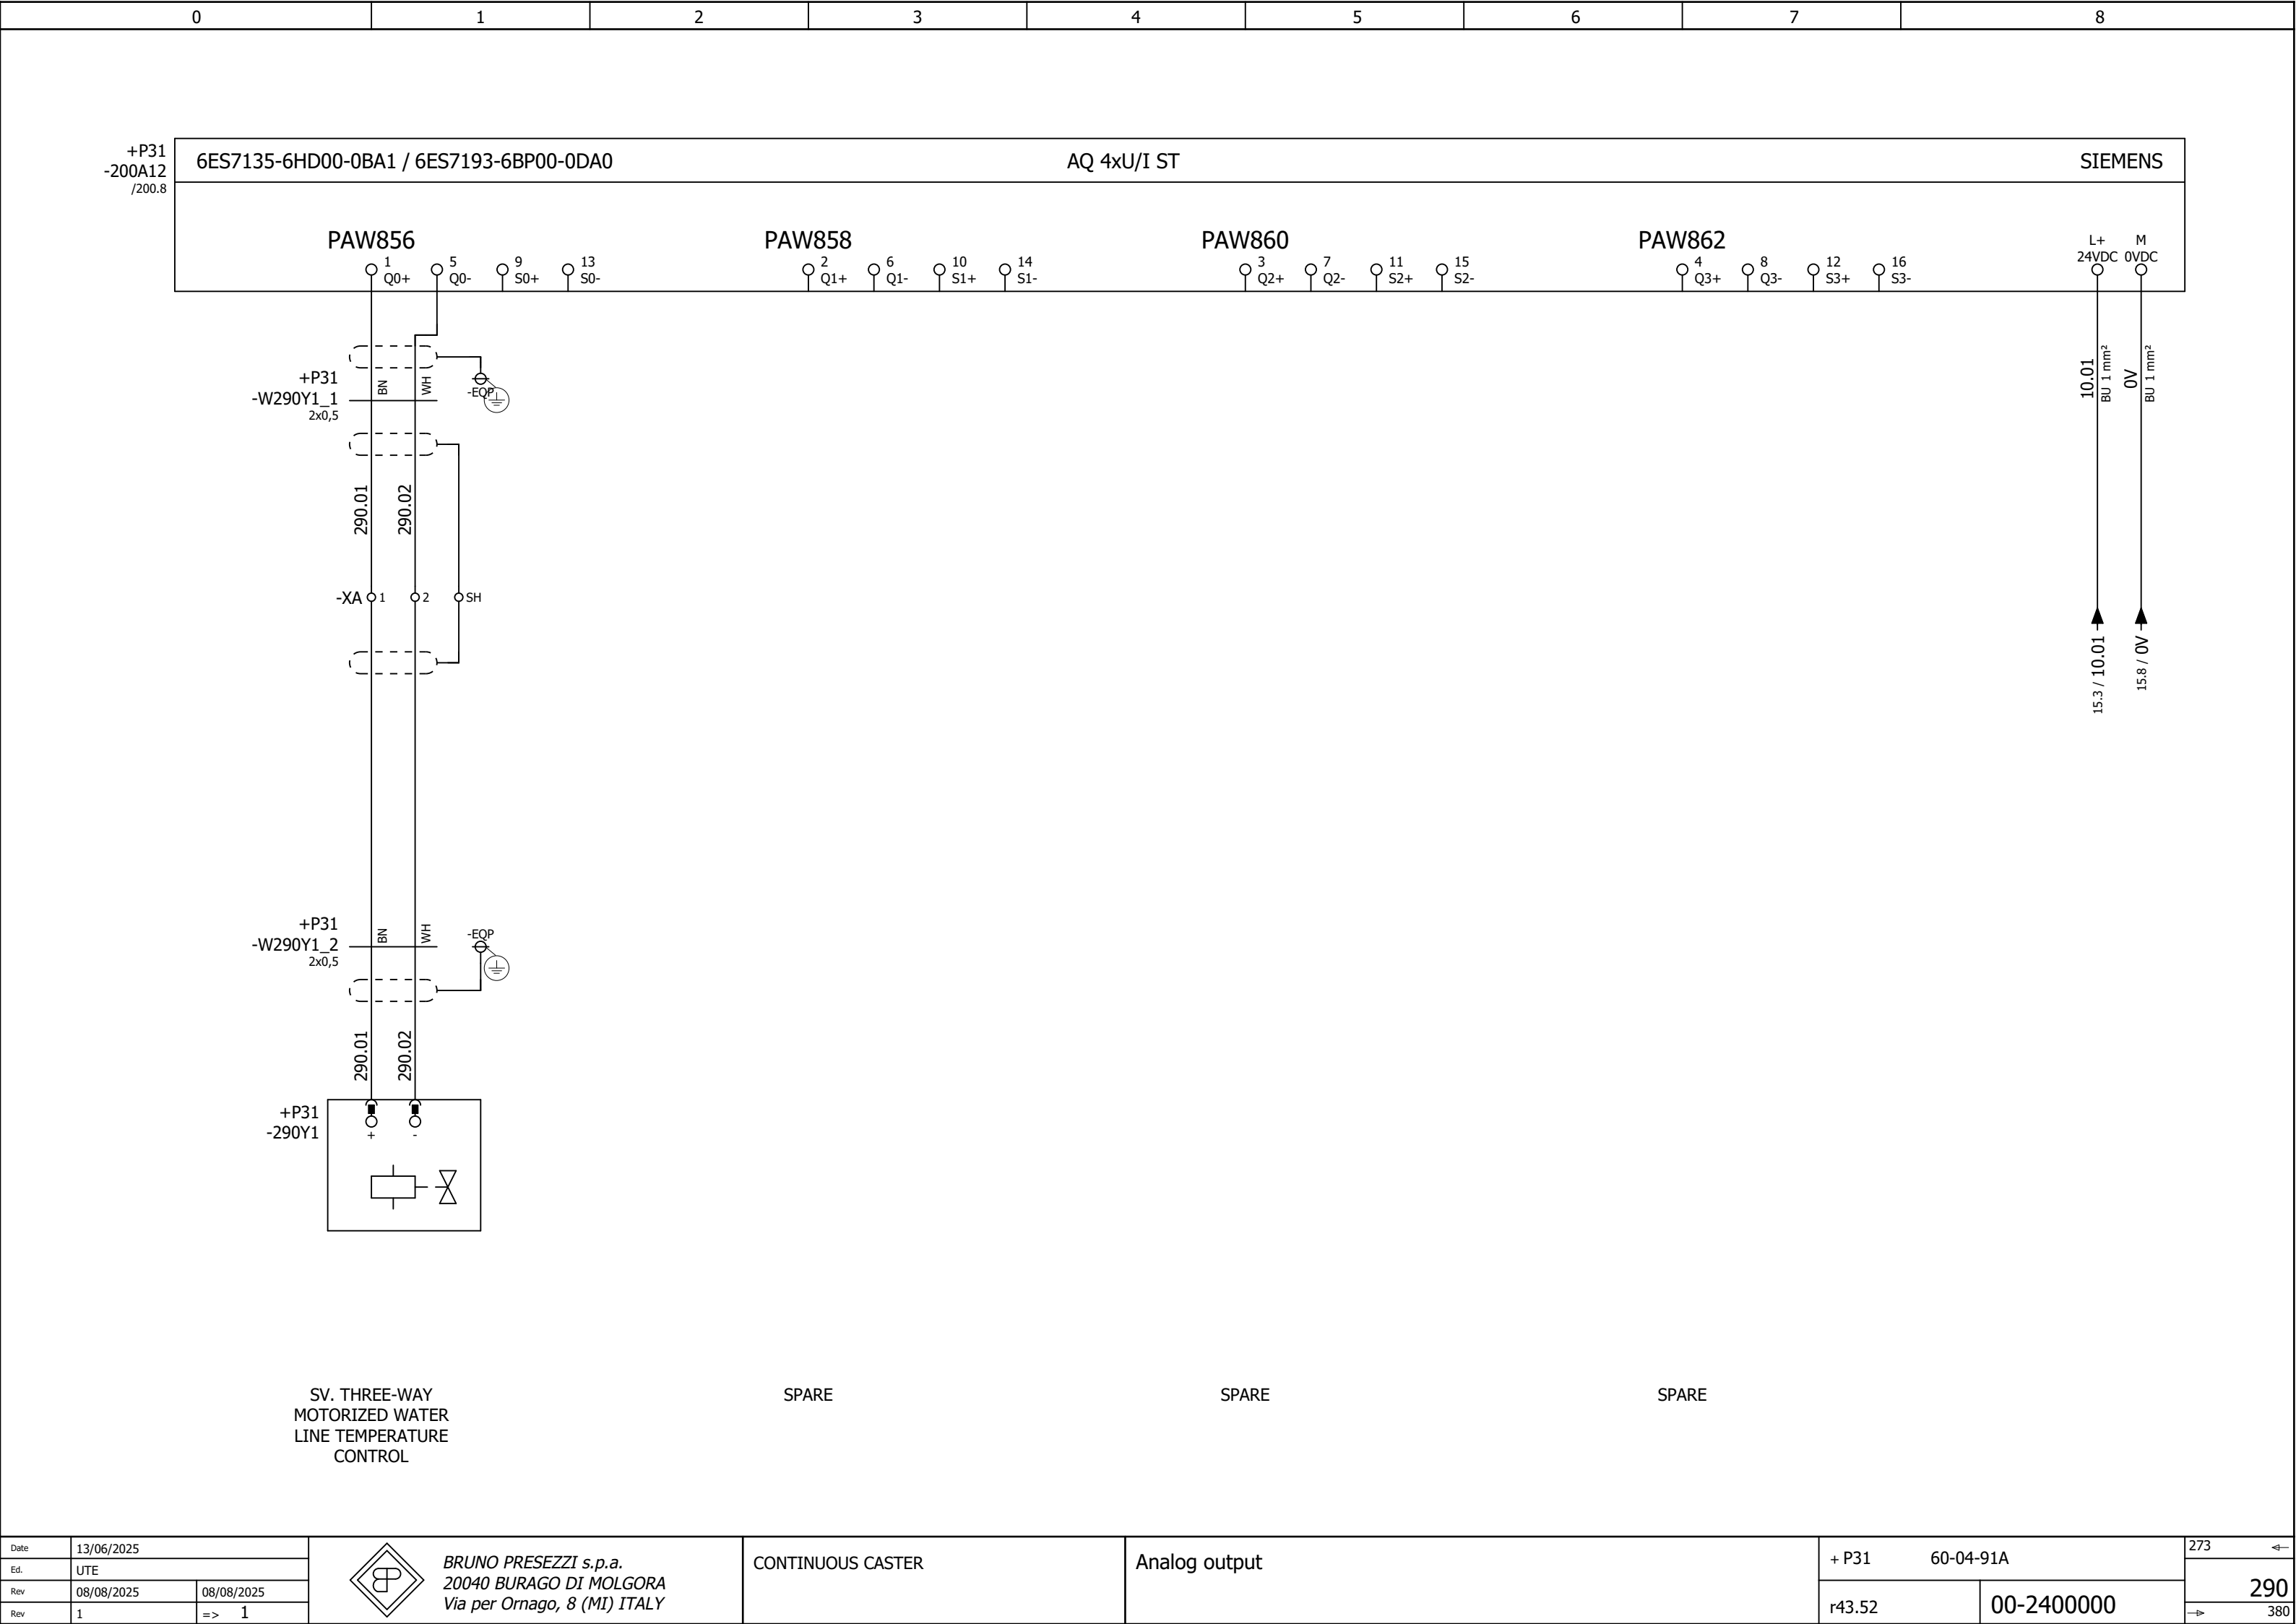 0 1 2 3 4 5 6 7 8
+P31
-200A12
/200.8
6ES7135-6HD00-0BA1 / 6ES7193-6BP00-0DA0 AQ 4xU/I ST SIEMENS
PAW856 PAW858 PAW860 PAW862
L+ M
24VDC 0VDC
1 5 9 13 2 6 10 14 3 7 11 15 4 8 12 16
Q0+ Q0- S0+ S0- Q1+ Q1- S1+ S1- Q2+ Q2- S2+ S2- Q3+ Q3- S3+ S3-
+P31
-W290Y1_1
2x0,5
BN WH
-EQP
10.01
BU 1 mm²
0V
BU 1 mm²
290.01 290.02
-XA 1 2 SH
15.3 / 10.01
15.8 / 0V
+P31
-W290Y1_2
2x0,5
BN WH
-EQP
290.01 290.02
+P31
-290Y1
+ -
SV. THREE-WAY
MOTORIZED WATER
LINE TEMPERATURE
CONTROL
SPARE SPARE SPARE
Date 13/06/2025
Ed. UTE
Rev 08/08/2025 08/08/2025
Rev 1 => 1
BP
BRUNO PRESEZZI s.p.a.
20040 BURAGO DI MOLGORA
Via per Ornago, 8 (MI) ITALY
CONTINUOUS CASTER
Analog output
+ P31 60-04-91A
r43.52 00-2400000
273
290
380